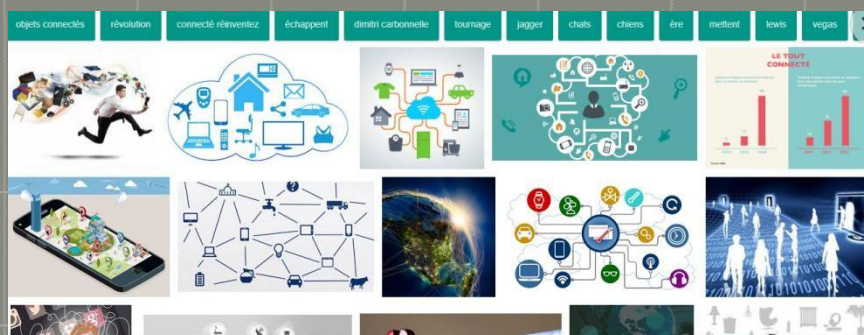 objets connectés révolution connecté réinventez échappent dimitri carbonnelle tournage jagger chats chiens ère mettent lewis vegas
LE TOUT
CONNECTÉ